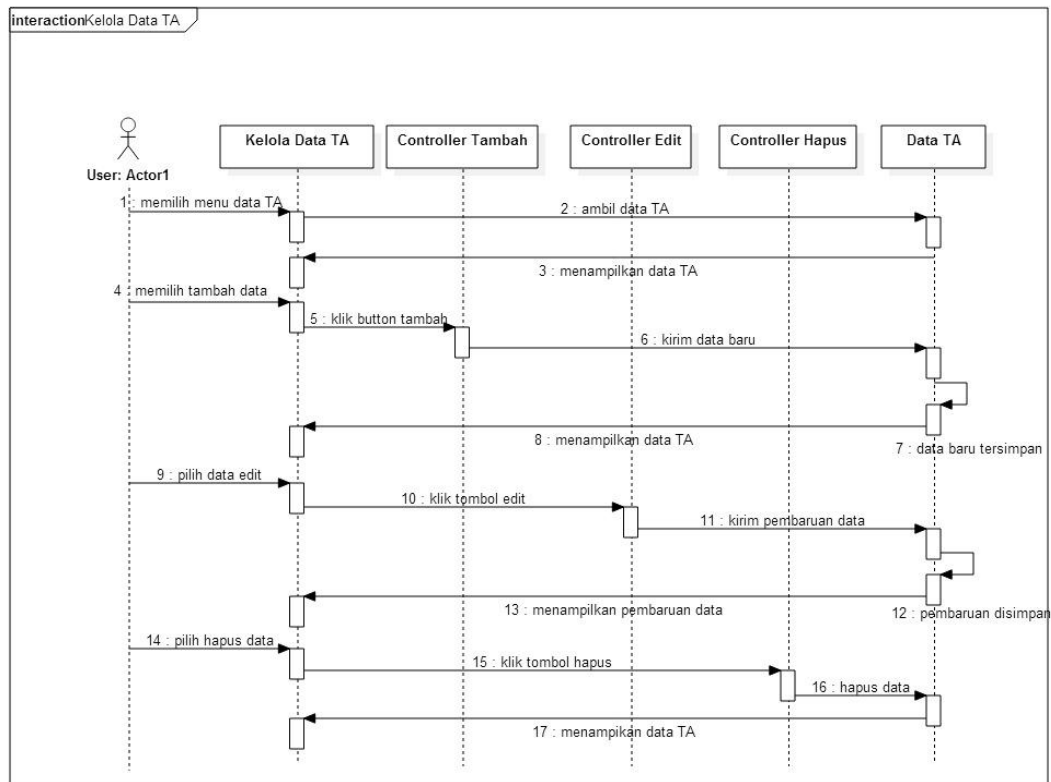 interactionKelola Data TA
User: Actor1
Kelola Data TA
Controller Tambah
Controller Edit
Controller Hapus
Data TA
1 : memilih menu data TA
2 : ambil data TA
3 : menampilkan data TA
4 : memilih tambah data
5 : klik button tambah
6 : kirim data baru
7 : data baru tersimpan
8 : menampilkan data TA
9 : pilih data edit
10 : klik tombol edit
11 : kirim pembaruan data
12 : pembaruan disimpan
13 : menampilkan pembaruan data
14 : pilih hapus data
15 : klik tombol hapus
16 : hapus data
17 : menampikan data TA